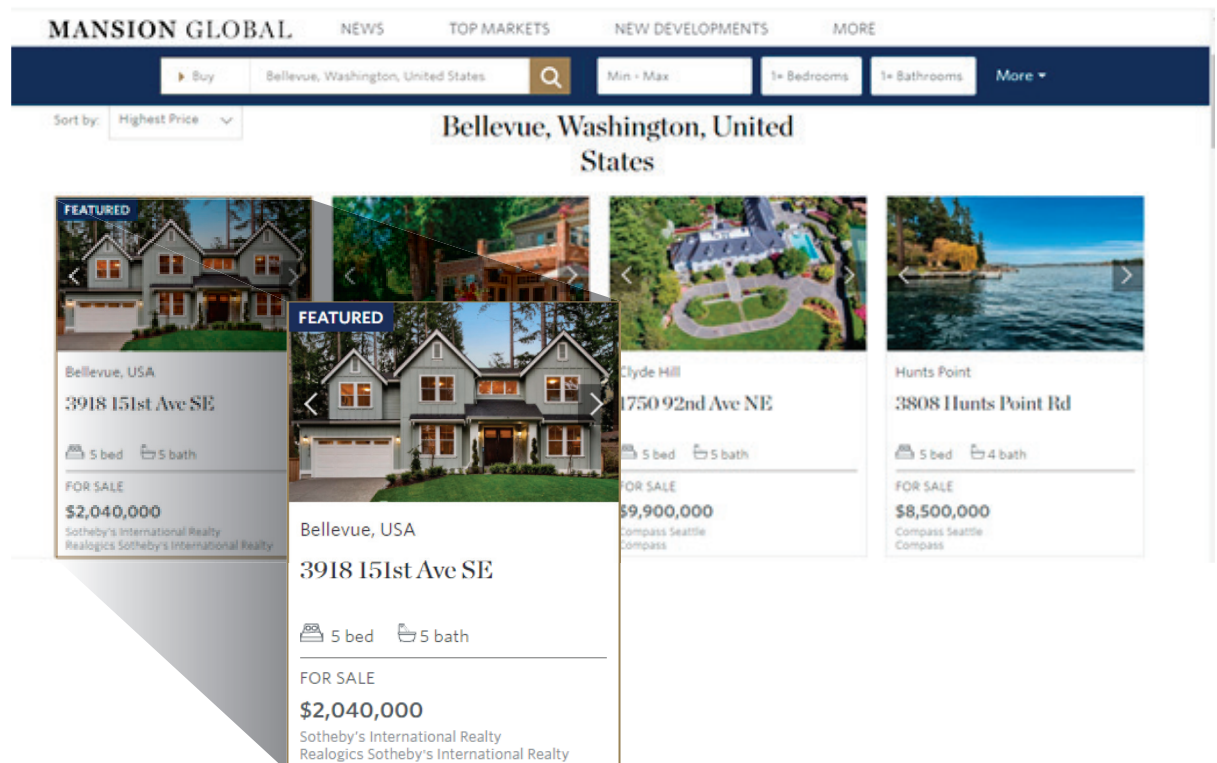 MANSION GLOBAL NEWS TOP MARKETS NEW DEVELOPMENTS MORE
Buy Bellevue, Washington, United States Min - Max 1+ Bedrooms 1+ Bathrooms More
Sort by: Highest Price
Bellevue, Washington, United
States
FEATURED
Bellevue, USA
3918 151st Ave SE
5 bed 5 bath
FOR SALE
$2,040,000
Sotheby's International Realty
Realogics Sotheby's International Realty
FEATURED
Bellevue, USA
3918 151st Ave SE
5 bed 5 bath
FOR SALE
$2,040,000
Sotheby's International Realty
Realogics Sotheby's International Realty
Clyde Hill
1750 92nd Ave NE
5 bed 5 bath
FOR SALE
$9,900,000
Compass Seattle
Compass
Hunts Point
3808 Hunts Point Rd
5 bed 4 bath
FOR SALE
$8,500,000
Compass Seattle
Compass